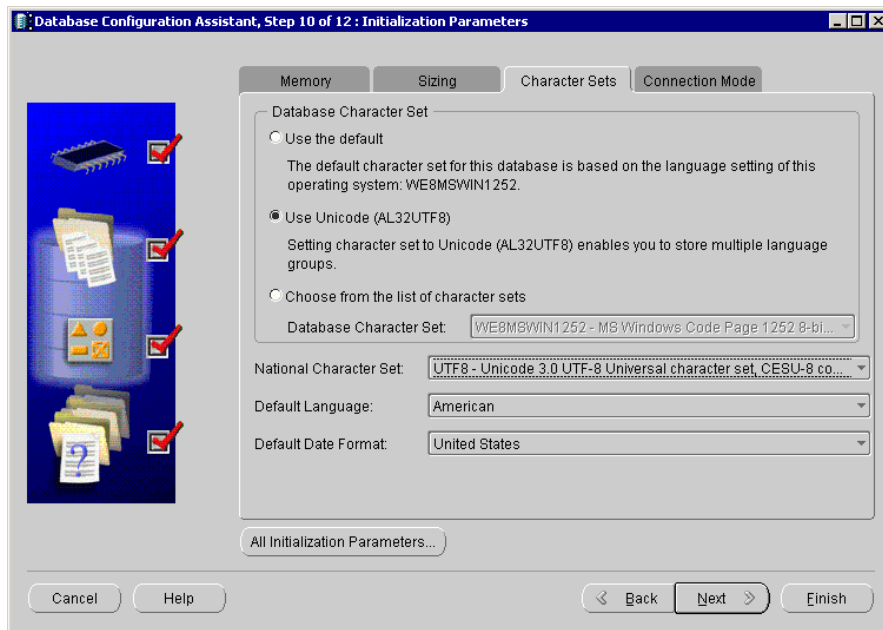 Database Configuration Assistant, Step 10 of 12 : Initialization Parameters
Memory
Sizing
Character Sets
Connection Mode
Database Character Set
Use the default
The default character set for this database is based on the language setting of this
operating system: WE8MSWIN1252.
Use Unicode (AL32UTF8)
Setting character set to Unicode (AL32UTF8) enables you to store multiple language
groups.
Choose from the list of character sets
Database Character Set: WE8MSWIN1252 - MS Windows Code Page 1252 8-bi...
National Character Set: UTF8 - Unicode 3.0 UTF-8 Universal character set, CESU-8 co...
Default Language: American
Default Date Format: United States
?
All Initialization Parameters...
Cancel
Help
Back
Next
Finish